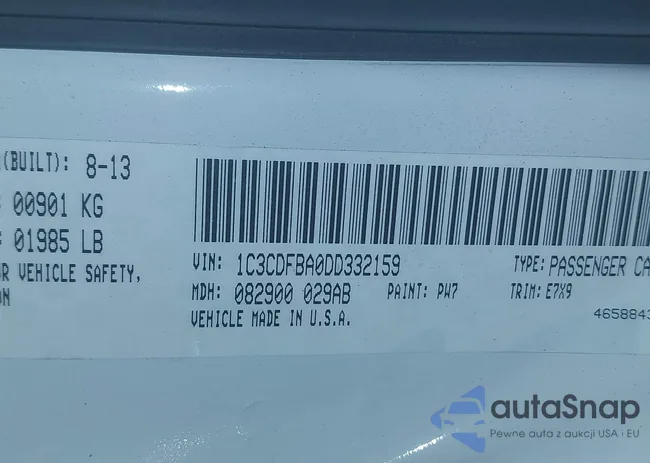 (BUILT): 8-13
: 00901 KG
: 01985 LB
R VEHICLE SAFETY,
ON
VIN: 1C3CDFBA0DD332159
TYPE: PASSENGER CA
MDH: 082900 029AB
PAINT: PW7
TRIM: E7X9
VEHICLE MADE IN U.S.A.
4658843
autaSnap
Pewne auta z aukcji USA i EU